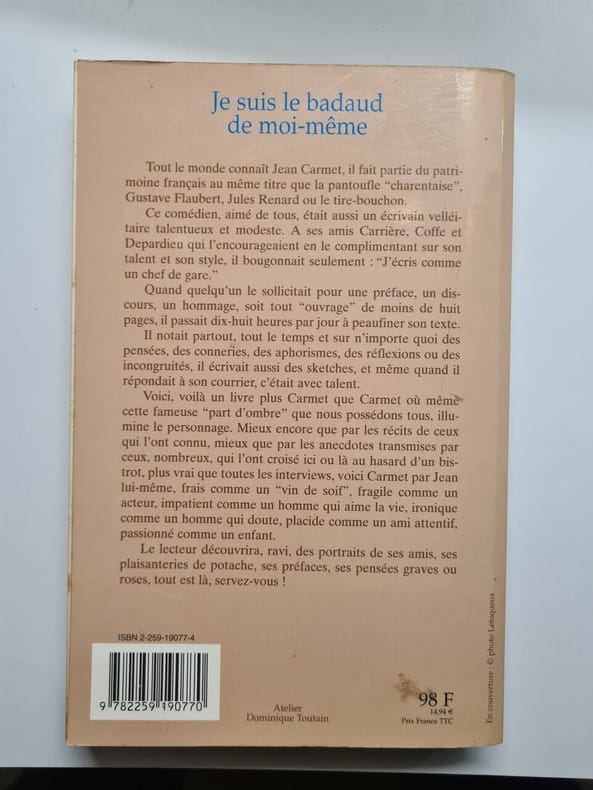 Je suis le badaud
de moi-même
Tout le monde connaît Jean Carmet, il fait partie du patri-
moine français au même titre que la pantoufle “charentaise”,
Gustave Flaubert, Jules Renard ou le tire-bouchon.
Ce comédien, aimé de tous, était aussi un écrivain velléi-
taire talentueux et modeste. A ses amis Carrière, Coffe et
Depardieu qui l’encourageaient en le complimentant sur son
talent et son style, il bougonnait seulement : “J’écris comme
un chef de gare.”
Quand quelqu’un le sollicitait pour une préface, un dis-
cours, un hommage, soit tout “ouvrage” de moins de huit
pages, il passait dix-huit heures par jour à peaufiner son texte.
Il notait partout, tout le temps et sur n’importe quoi des
pensées, des conneries, des aphorismes, des réflexions ou des
incongruités, il écrivait aussi des sketches, et même quand il
répondait à son courrier, c’était avec talent.
Voici, voilà un livre plus Carmet que Carmet où même
cette fameuse “part d’ombre” que nous possédons tous, illu-
mine le personnage. Mieux encore que par les récits de ceux
qui l’ont connu, mieux que par les anecdotes transmises par
ceux, nombreux, qui l’ont croisé ici ou là au hasard d’un bis-
trot, plus vrai que toutes les interviews, voici Carmet par Jean
lui-même, frais comme un “vin de soif”, fragile comme un
acteur, impatient comme un homme qui aime la vie, ironique
comme un homme qui doute, placide comme un ami attentif,
passionné comme un enfant.
Le lecteur découvrira, ravi, des portraits de ses amis, ses
plaisanteries de potache, ses préfaces, ses pensées graves ou
roses, tout est là, servez-vous !
ISBN 2-259-19077-4
9 782259 190770
Atelier
Dominique Toutain
98 F
14,94 €
Prix France TTC
En couverture : © photo Letoqueux